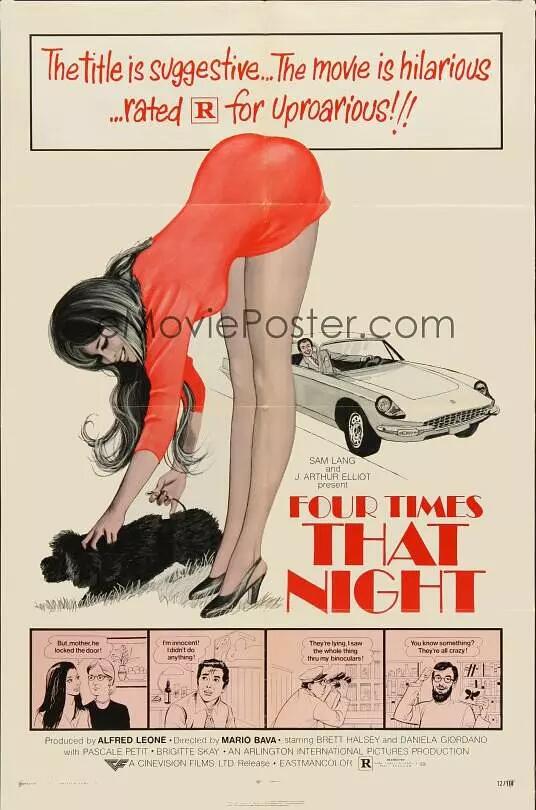 The title is suggestive... The movie is hilarious
...rated R for Uproarious!!!
eMoviePoster.com
SAM LANG
and
J. ARTHUR ELLIOT
present
FOUR TIMES
THAT
NIGHT
But, mother, he
locked the door!
I'm innocent!
I didn't do
anything!
They're lying, I saw
the whole thing
thru my binoculars!
You know something?
They're all crazy!
Produced by ALFRED LEONE • Directed by MARIO BAVA • starring BRETT HALSEY and DANIELA GIORDANO
with PASCALE PETIT • BRIGITTE SKAY • AN ARLINGTON INTERNATIONAL PICTURES PRODUCTION
A CINEVISION FILMS LTD. Release • EASTMANCOLOR R